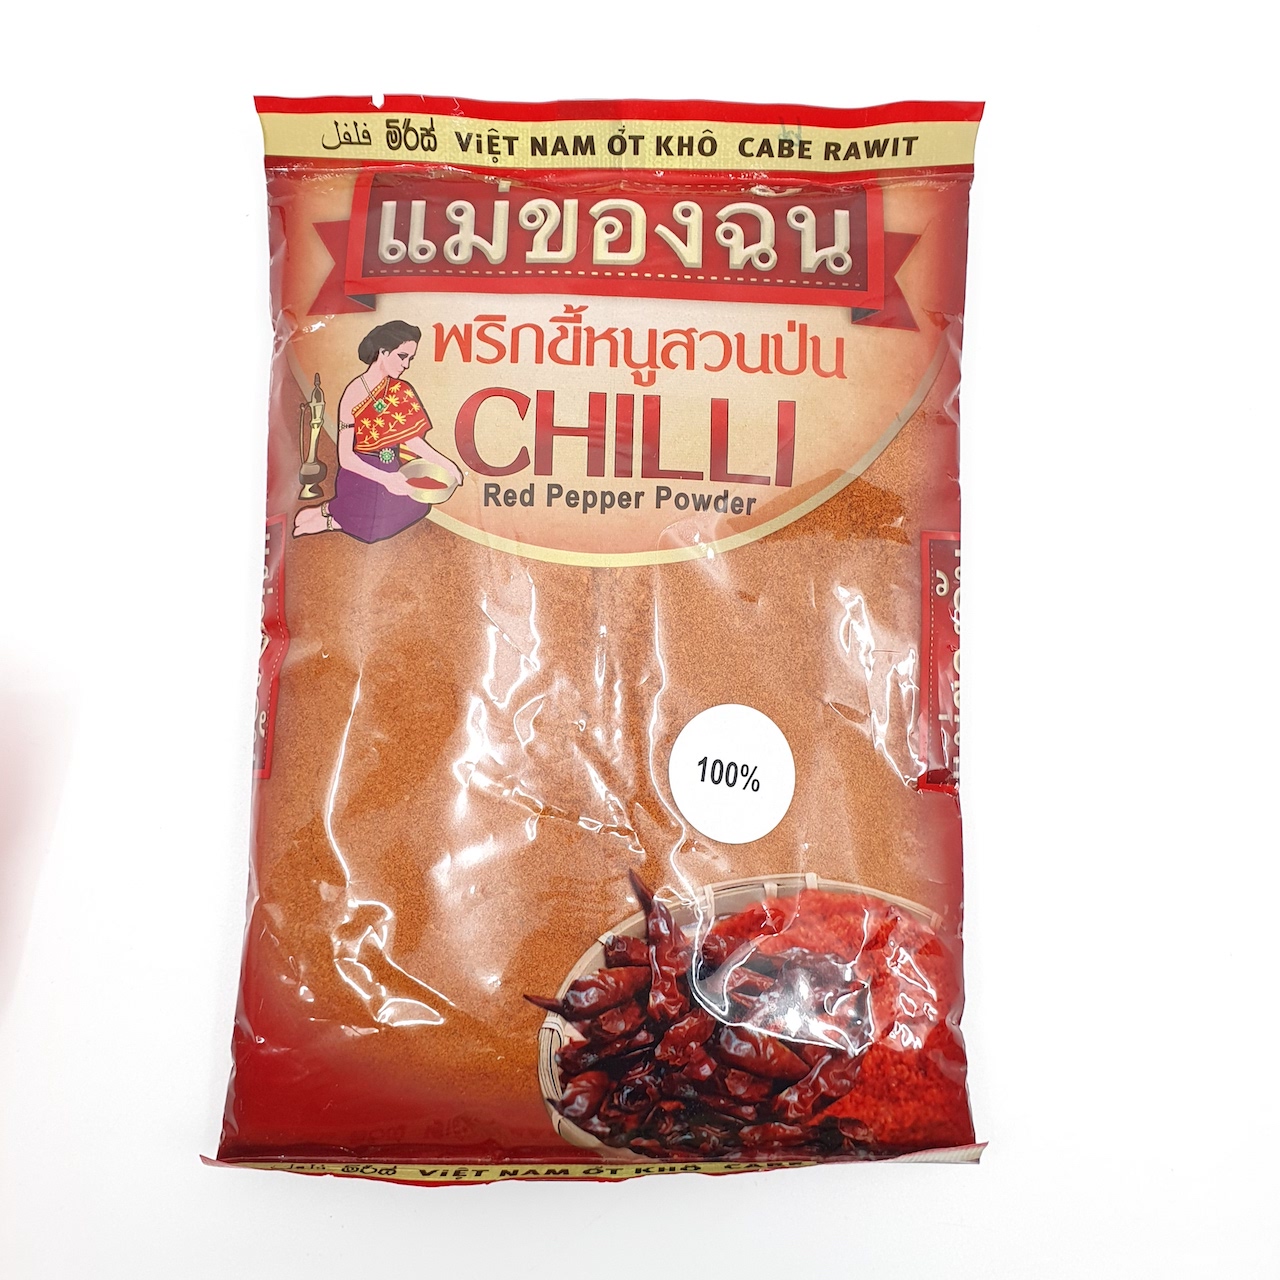 فلفل මිරිස් ViỆT NAM ỚT KHÔ CABE RAWIT
แม่ของฉัน
พริกขี้หนูสวนป่น
CHILLI
Red Pepper Powder
100%
فلفل මිරිස් ViỆT NAM ỚT KHÔ